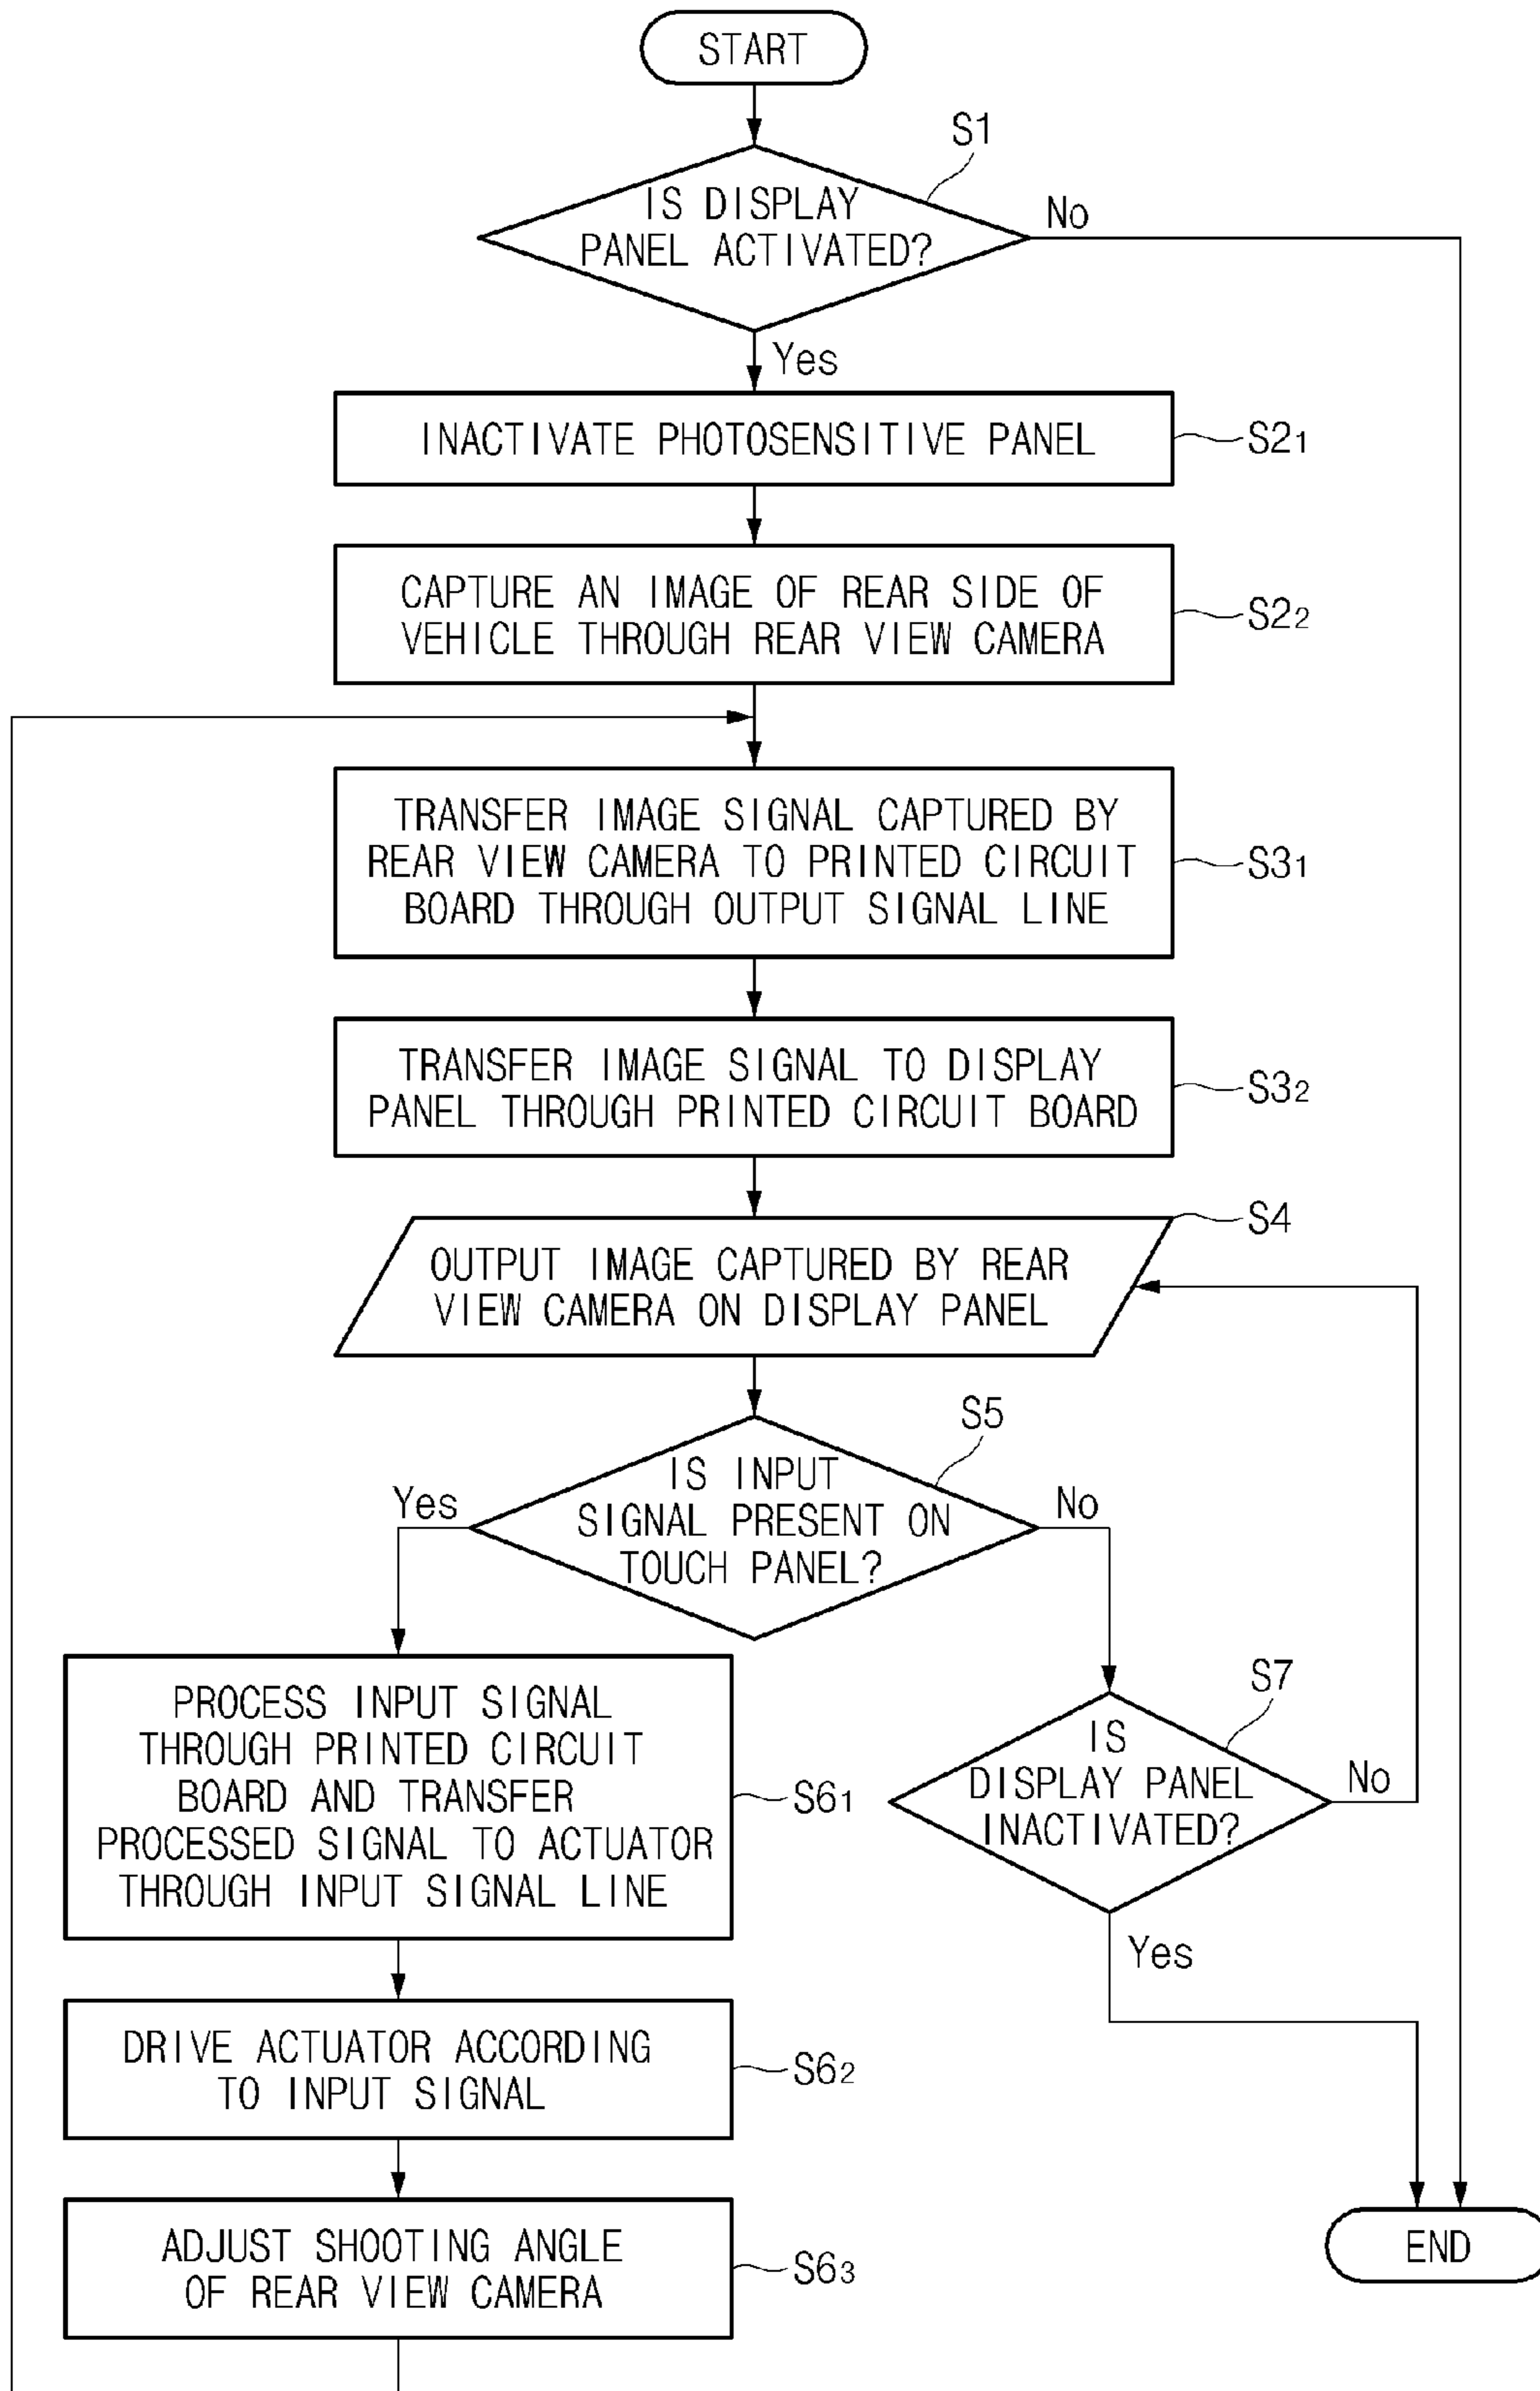 START
S1
IS DISPLAY
PANEL ACTIVATED?
No
Yes
INACTIVATE PHOTOSENSITIVE PANEL
S21
CAPTURE AN IMAGE OF REAR SIDE OF
VEHICLE THROUGH REAR VIEW CAMERA
S22
TRANSFER IMAGE SIGNAL CAPTURED BY
REAR VIEW CAMERA TO PRINTED CIRCUIT
BOARD THROUGH OUTPUT SIGNAL LINE
S31
TRANSFER IMAGE SIGNAL TO DISPLAY
PANEL THROUGH PRINTED CIRCUIT BOARD
S32
S4
OUTPUT IMAGE CAPTURED BY REAR
VIEW CAMERA ON DISPLAY PANEL
S5
IS INPUT
SIGNAL PRESENT ON
TOUCH PANEL?
Yes
No
PROCESS INPUT SIGNAL
THROUGH PRINTED CIRCUIT
BOARD AND TRANSFER
PROCESSED SIGNAL TO ACTUATOR
THROUGH INPUT SIGNAL LINE
S61
S7
IS
DISPLAY PANEL
INACTIVATED?
No
Yes
DRIVE ACTUATOR ACCORDING
TO INPUT SIGNAL
S62
ADJUST SHOOTING ANGLE
OF REAR VIEW CAMERA
S63
END